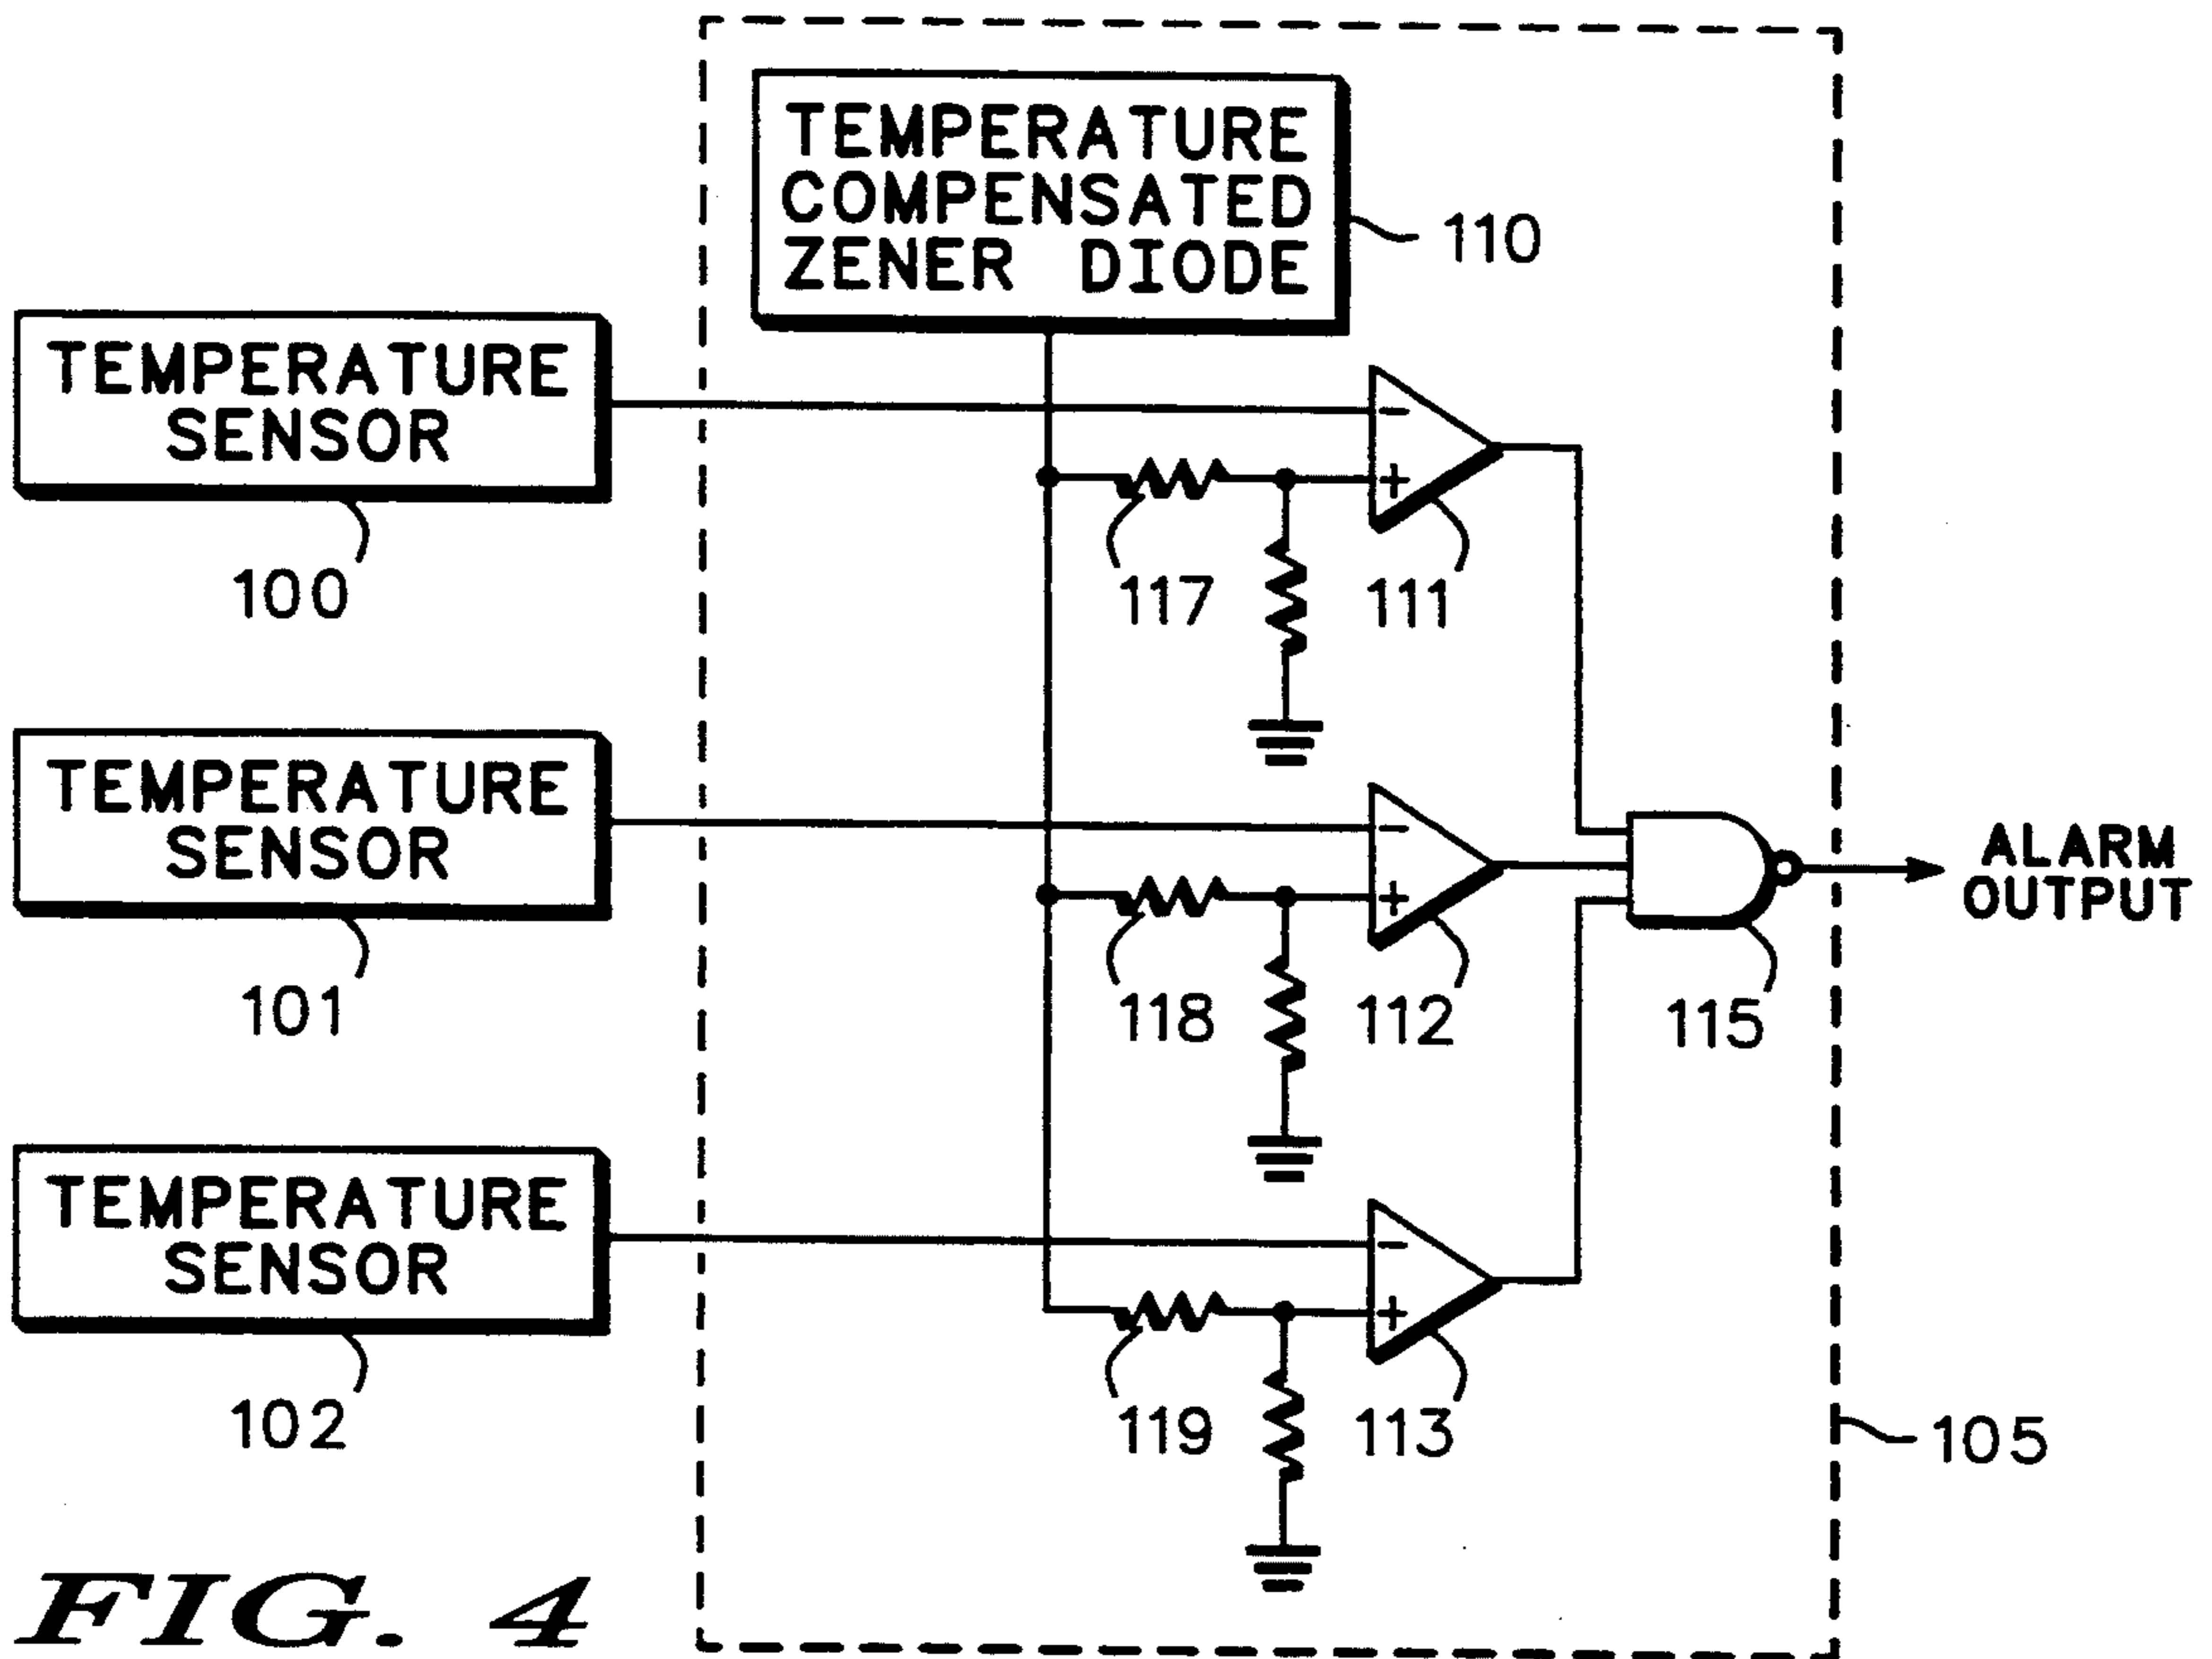 TEMPERATURE
COMPENSATED
ZENER DIODE
110
TEMPERATURE
SENSOR
100
117
111
TEMPERATURE
SENSOR
101
118
112
115
ALARM
OUTPUT
TEMPERATURE
SENSOR
102
119
113
105
FIG. 4